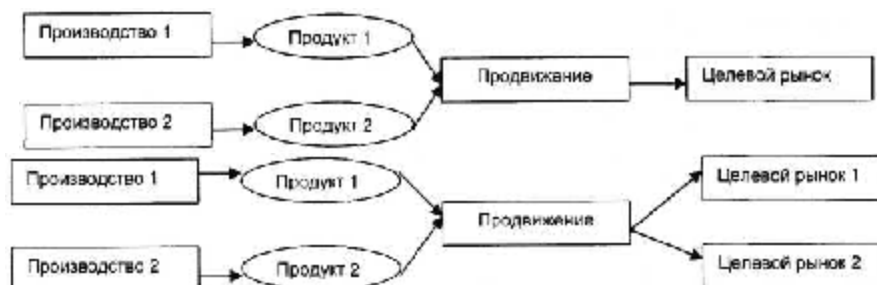 Производство 1
Продукт 1
Продвижение
Целевой рынок
Производство 2
Продукт 2
Производство 1
Продукт 1
Продвижение
Целевой рынок 1
Производство 2
Продукт 2
Целевой рынок 2